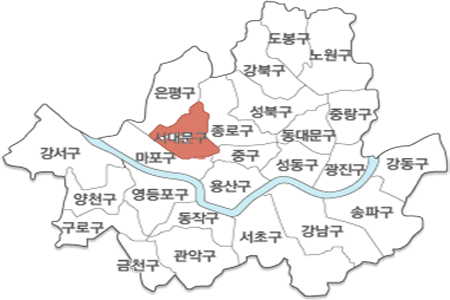 도봉구
노원구
강북구
은평구
성북구
중랑구
서대문구
종로구
동대문구
강서구
마포구
중구
성동구
광진구
강동구
양천구
영등포구
용산구
송파구
구로구
동작구
서초구
강남구
금천구
관악구